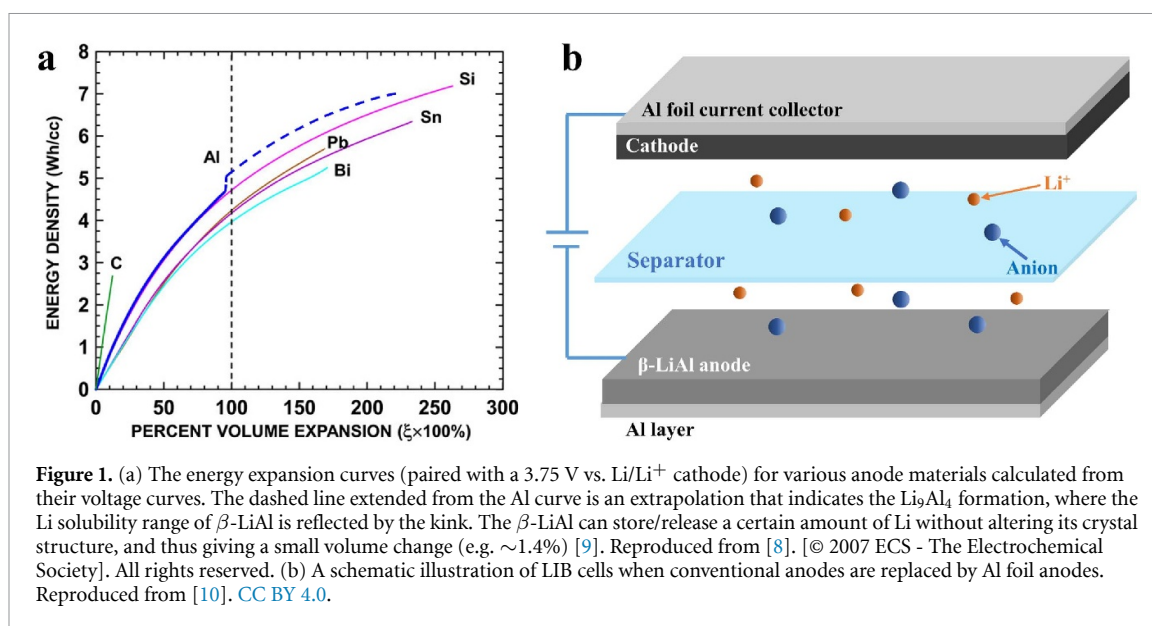 a
8
7
6
5
4
3
2
1
0
ENERGY DENSITY (Wh/cc)
C
Al
Si
Sn
Pb
Bi
0 50 100 150 200 250 300
PERCENT VOLUME EXPANSION (ξ×100%)
b
Al foil current collector
Cathode
Li⁺
Separator
Anion
β-LiAl anode
Al layer
Figure 1. (a) The energy expansion curves (paired with a 3.75 V vs. Li/Li⁺ cathode) for various anode materials calculated from
their voltage curves. The dashed line extended from the Al curve is an extrapolation that indicates the Li₉Al₄ formation, where the
Li solubility range of β-LiAl is reflected by the kink. The β-LiAl can store/release a certain amount of Li without altering its crystal
structure, and thus giving a small volume change (e.g. ∼1.4%) [9]. Reproduced from [8]. [© 2007 ECS - The Electrochemical
Society]. All rights reserved. (b) A schematic illustration of LIB cells when conventional anodes are replaced by Al foil anodes.
Reproduced from [10]. CC BY 4.0.